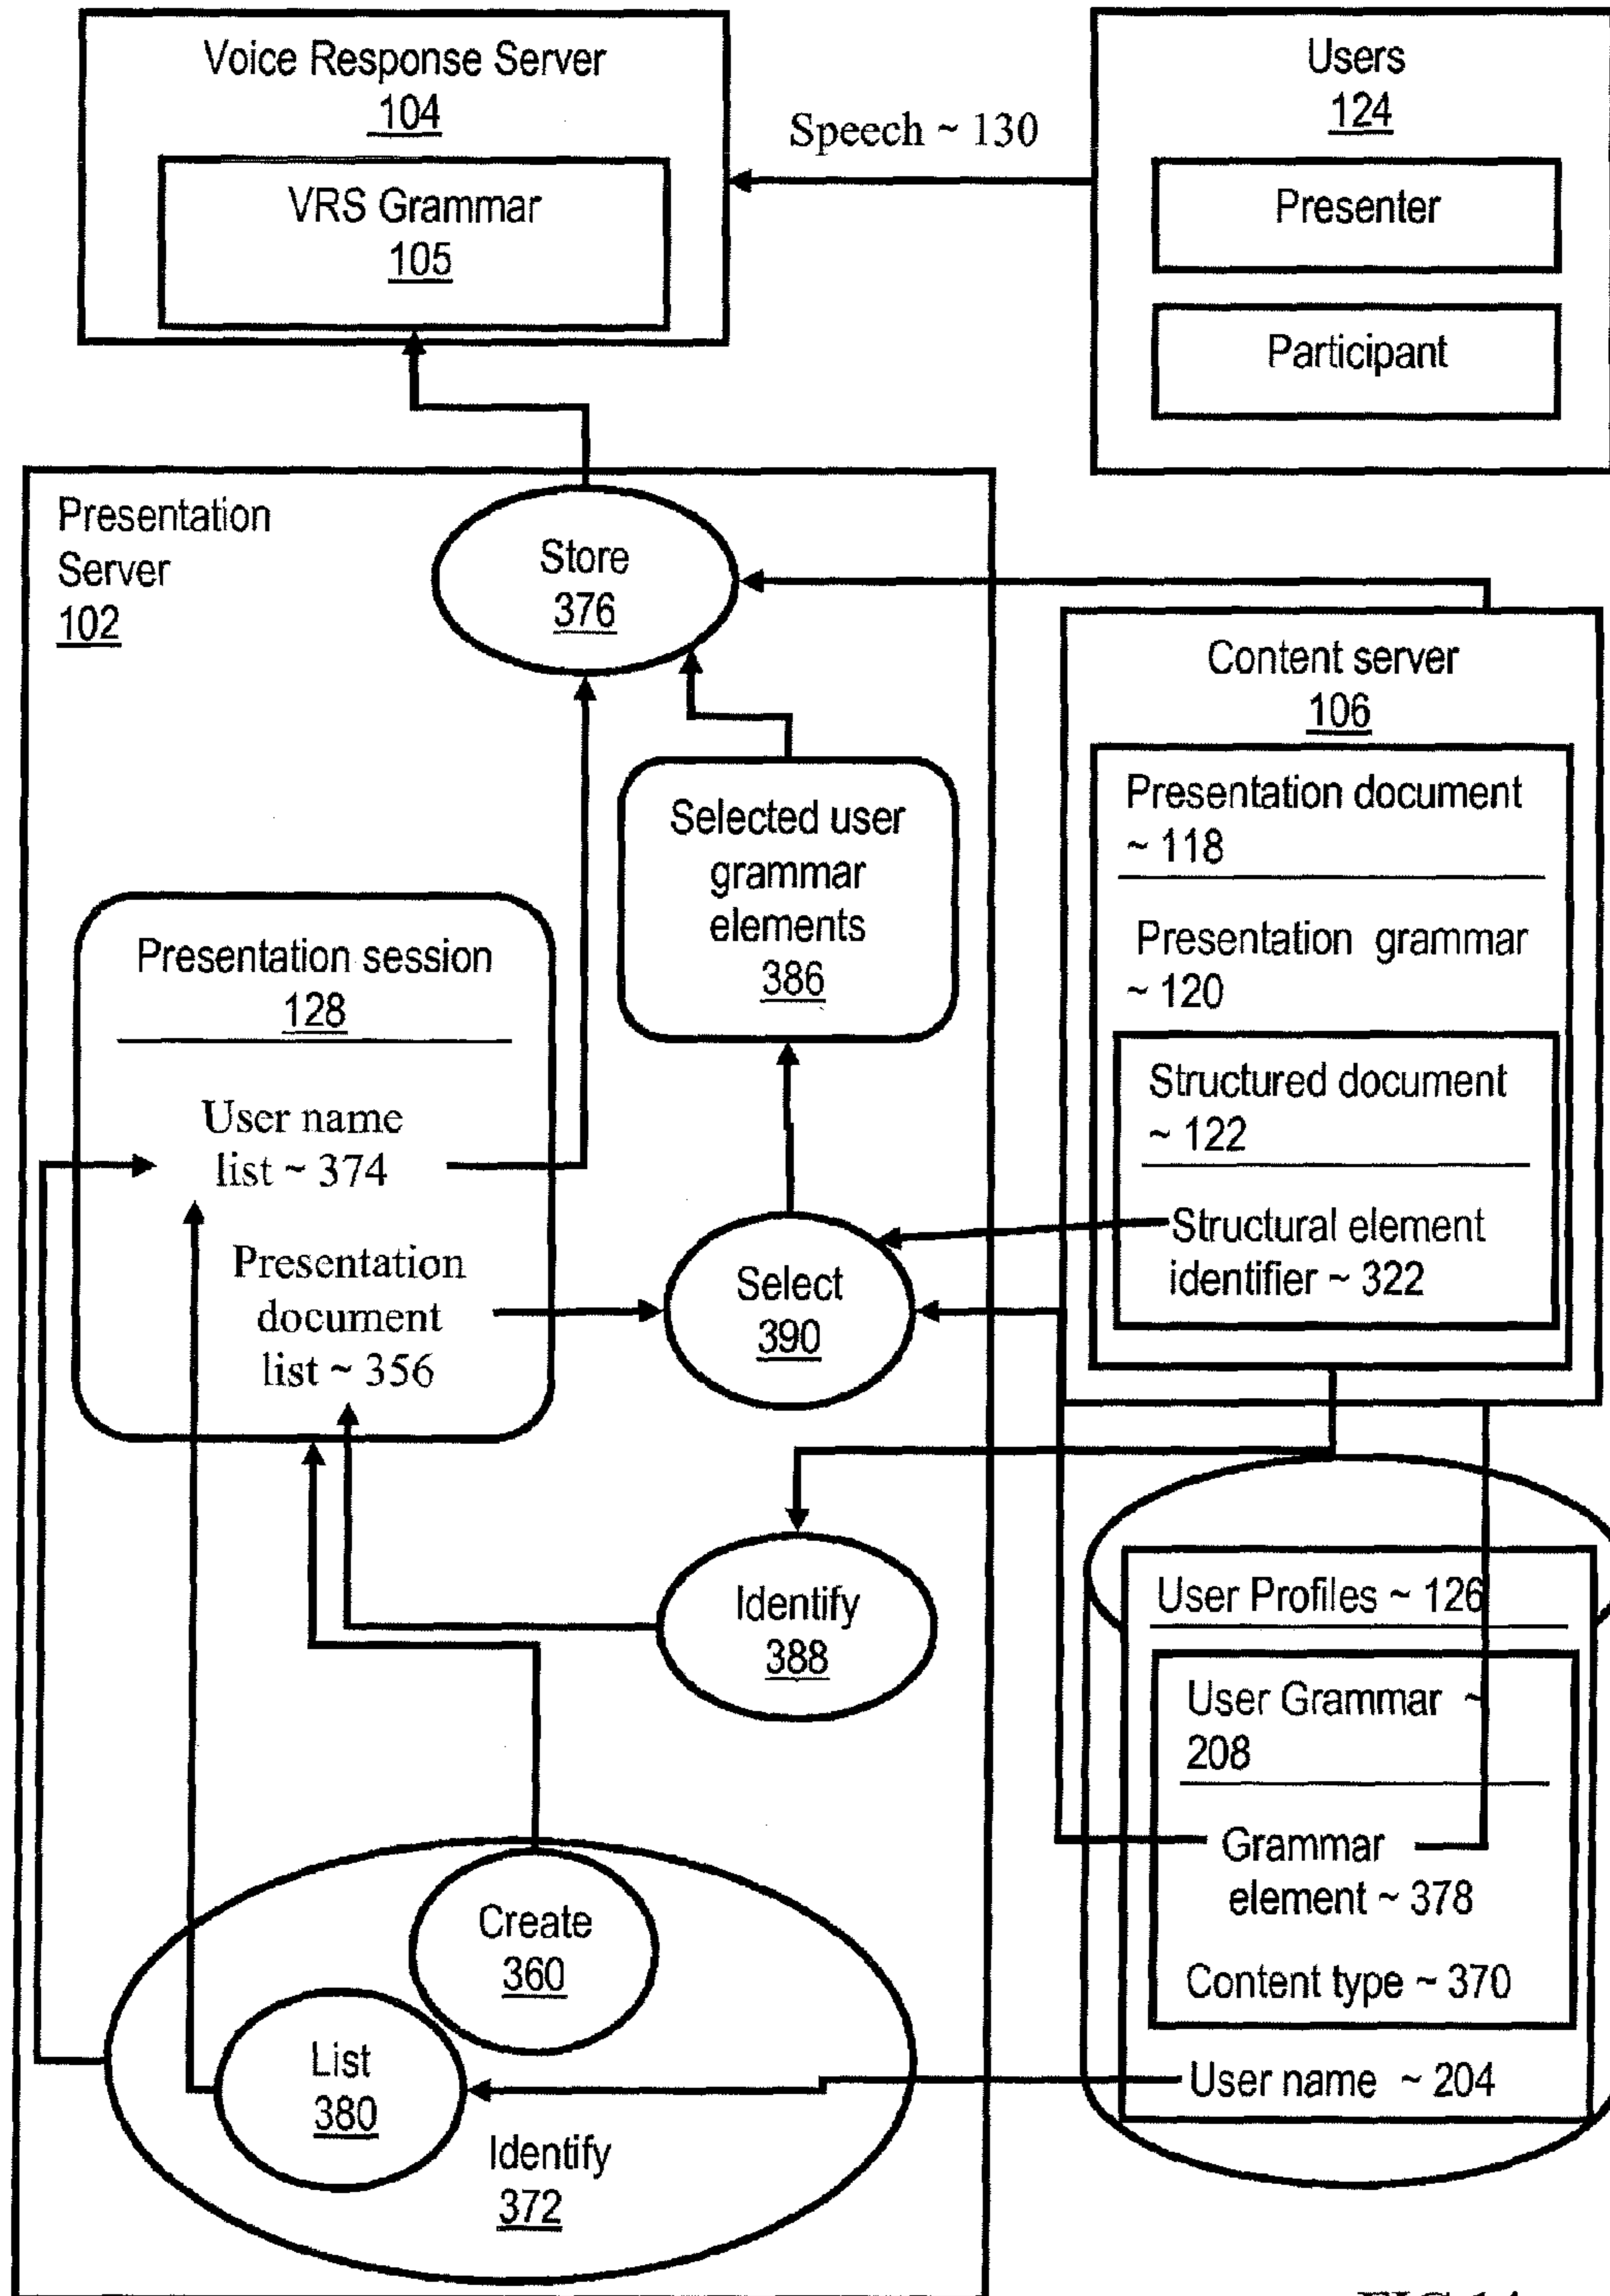 Voice Response Server
104
VRS Grammar
105
Speech ~ 130
Users
124
Presenter
Participant
Presentation
Server
102
Store
376
Content server
106
Presentation document
~ 118
Presentation grammar
~ 120
Structured document
~ 122
Structural element
identifier ~ 322
Selected user
grammar
elements
386
Presentation session
128
User name
list ~ 374
Presentation
document
list ~ 356
Select
390
Identify
388
User Profiles ~ 126
User Grammar ~
208
Grammar
element ~ 378
Content type ~ 370
User name ~ 204
Create
360
List
380
Identify
372